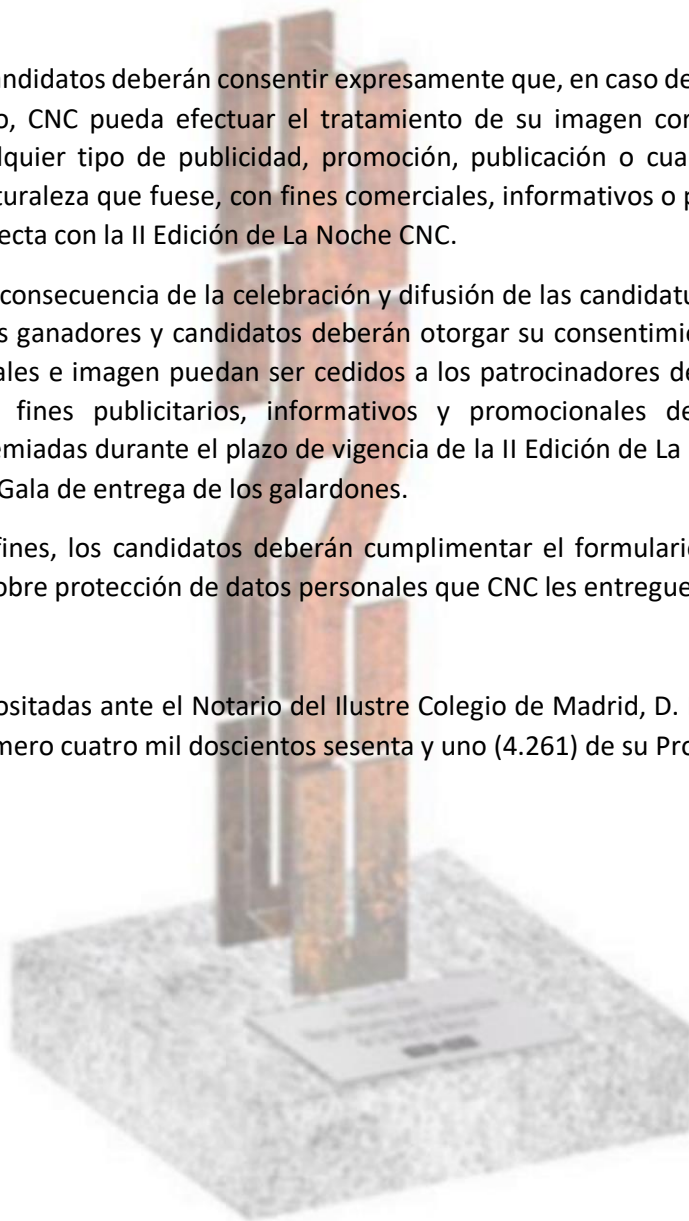 ndidatos deberán consentir expresamente que, en caso de
o, CNC pueda efectuar el tratamiento de su imagen cor
lquier tipo de publicidad, promoción, publicación o cua
turaleza que fuese, con fines comerciales, informativos o p
ecta con la II Edición de La Noche CNC.
consecuencia de la celebración y difusión de las candidatu
s ganadores y candidatos deberán otorgar su consentimie
ales e imagen puedan ser cedidos a los patrocinadores de
fines publicitarios, informativos y promocionales de
emiadas durante el plazo de vigencia de la II Edición de La
Gala de entrega de los galardones.
fines, los candidatos deberán cumplimentar el formulario
obre protección de datos personales que CNC les entregue
ositadas ante el Notario del Ilustre Colegio de Madrid, D.
mero cuatro mil doscientos sesenta y uno (4.261) de su Pro